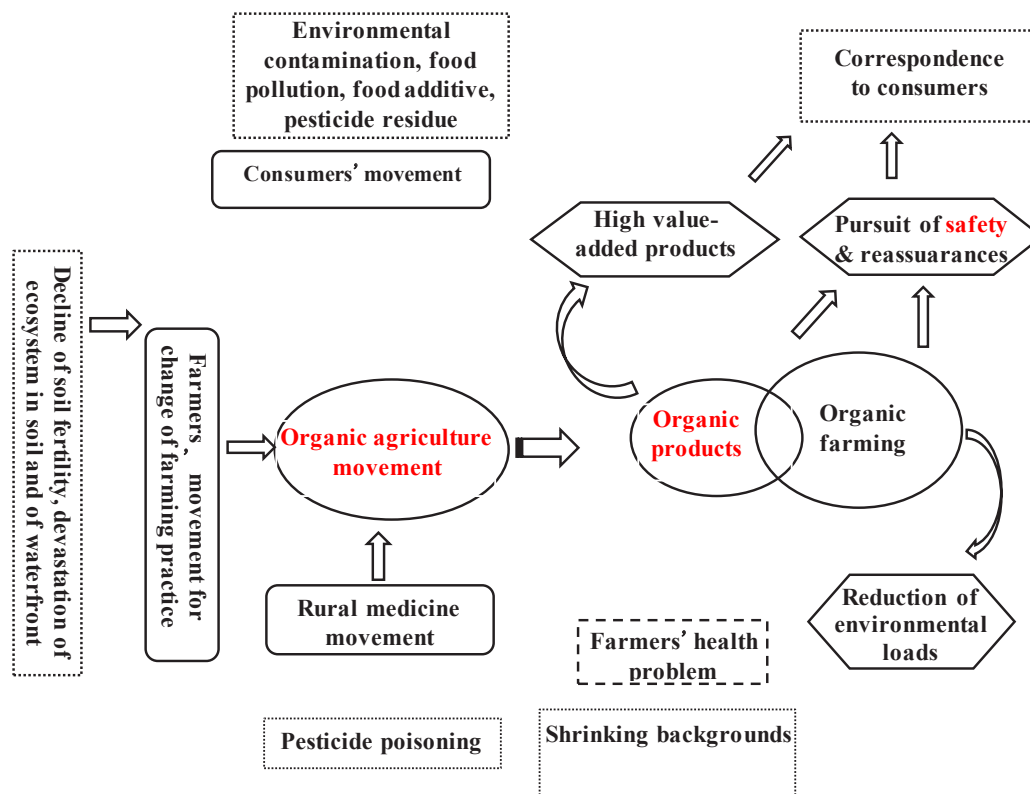 Environmental
contamination, food
pollution, food additive,
pesticide residue
Consumers’ movement
Correspondence
to consumers
High value-
added products
Pursuit of safety
& reassuarances
Decline of soil fertility, devastation of
ecosystem in soil and of waterfront
Farmers’ movement for
change of farming practice
Organic agriculture
movement
Organic
products
Organic
farming
Rural medicine
movement
Reduction of
environmental
loads
Farmers’ health
problem
Pesticide poisoning
Shrinking backgrounds